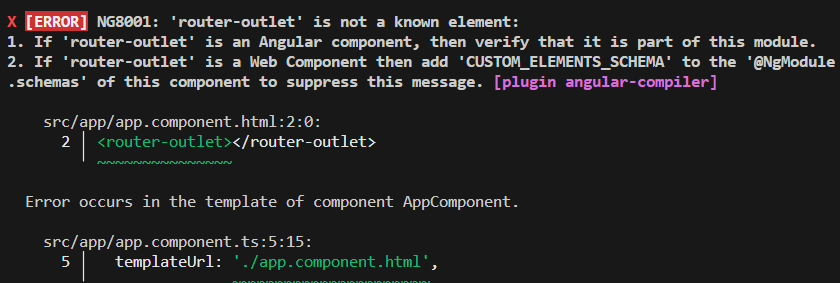 X [ERROR] NG8001: 'router-outlet' is not a known element:
1. If 'router-outlet' is an Angular component, then verify that it is part of this module.
2. If 'router-outlet' is a Web Component then add 'CUSTOM_ELEMENTS_SCHEMA' to the '@NgModule
.schemas' of this component to suppress this message. [plugin angular-compiler]
src/app/app.component.html:2:0:
2 │ <router-outlet></router-outlet>
~~~~~~~~~~~~~~~
Error occurs in the template of component AppComponent.
src/app/app.component.ts:5:15:
5 │ templateUrl: './app.component.html',
~~~~~~~~~~~~~~~~~~~~~~